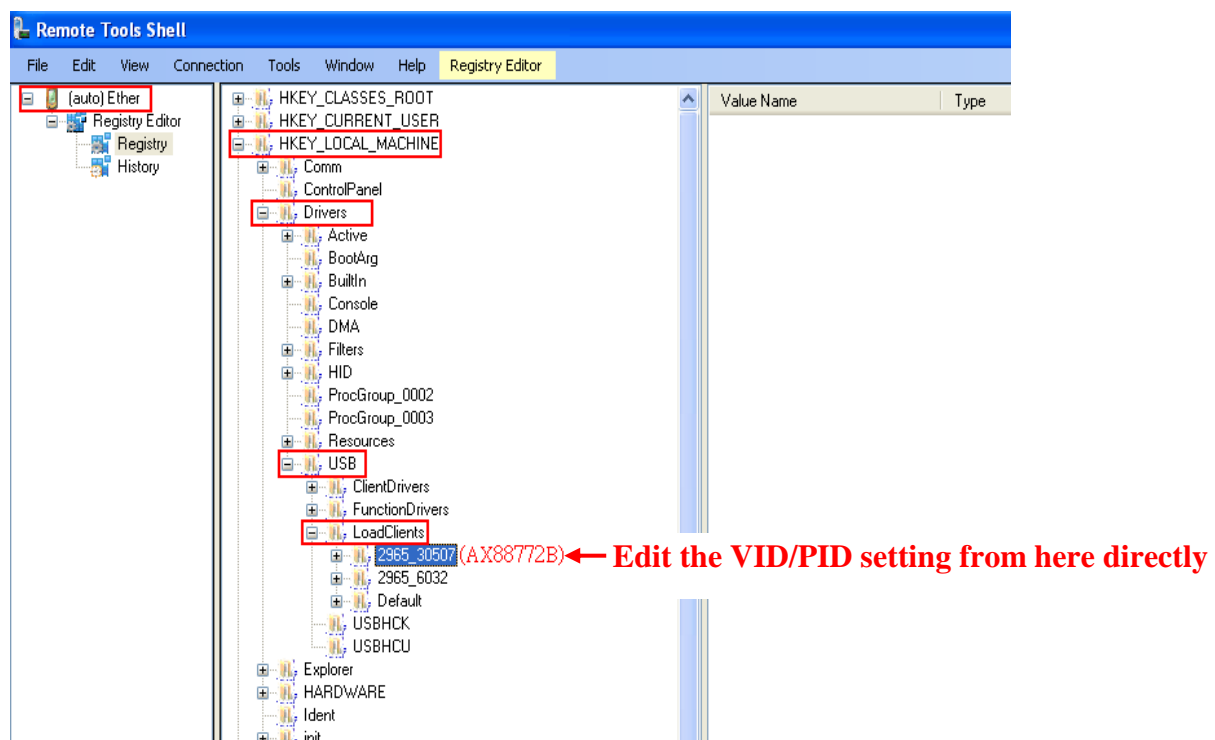 Remote Tools Shell
File Edit View Connection Tools Window Help Registry Editor
(auto) Ether
Registry Editor
Registry
History
HKEY_CLASSES_ROOT
HKEY_CURRENT_USER
HKEY_LOCAL_MACHINE
Comm
ControlPanel
Drivers
Active
BootArg
BuiltIn
Console
DMA
Filters
HID
ProcGroup_0002
ProcGroup_0003
Resources
USB
ClientDrivers
FunctionDrivers
LoadClients
2965_30507 (AX88772B) Edit the VID/PID setting from here directly
2965_6032
Default
USBHCK
USBHCU
Explorer
HARDWARE
Ident
init
Value Name Type